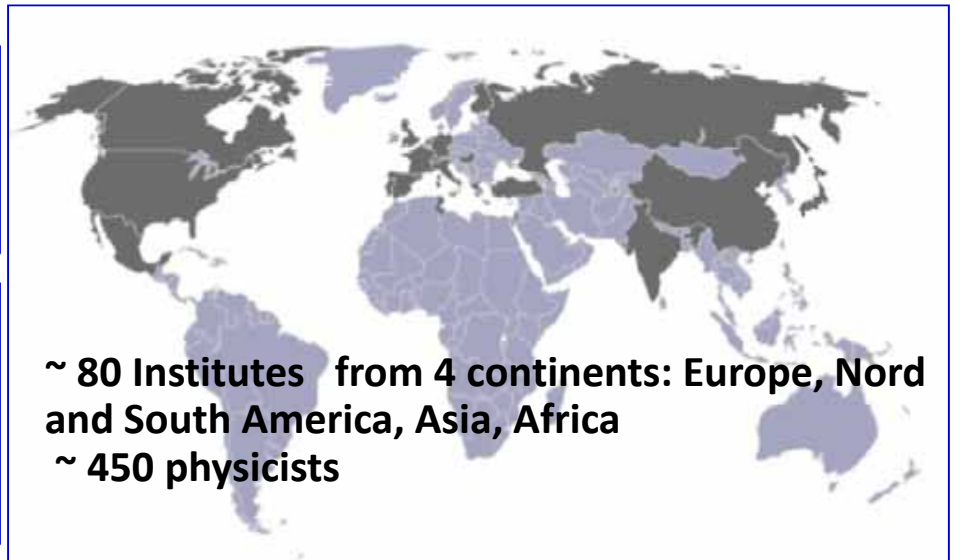 ~ 80 Institutes from 4 continents: Europe, Nord
and South America, Asia, Africa
~ 450 physicists